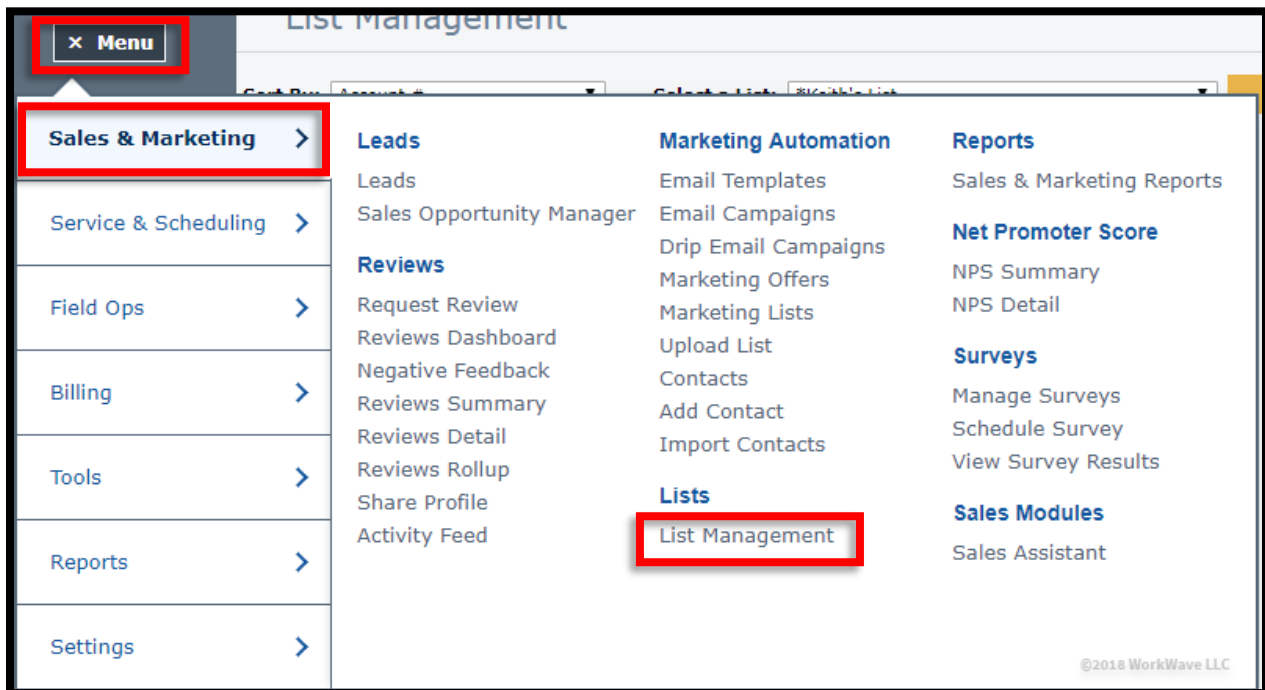 List Management
× Menu
Sort By: Account # Select a List: *Keith's List
Sales & Marketing
Service & Scheduling
Field Ops
Billing
Tools
Reports
Settings
Leads
Leads
Sales Opportunity Manager
Reviews
Request Review
Reviews Dashboard
Negative Feedback
Reviews Summary
Reviews Detail
Reviews Rollup
Share Profile
Activity Feed
Marketing Automation
Email Templates
Email Campaigns
Drip Email Campaigns
Marketing Offers
Marketing Lists
Upload List
Contacts
Add Contact
Import Contacts
Lists
List Management
Reports
Sales & Marketing Reports
Net Promoter Score
NPS Summary
NPS Detail
Surveys
Manage Surveys
Schedule Survey
View Survey Results
Sales Modules
Sales Assistant
©2018 WorkWave LLC